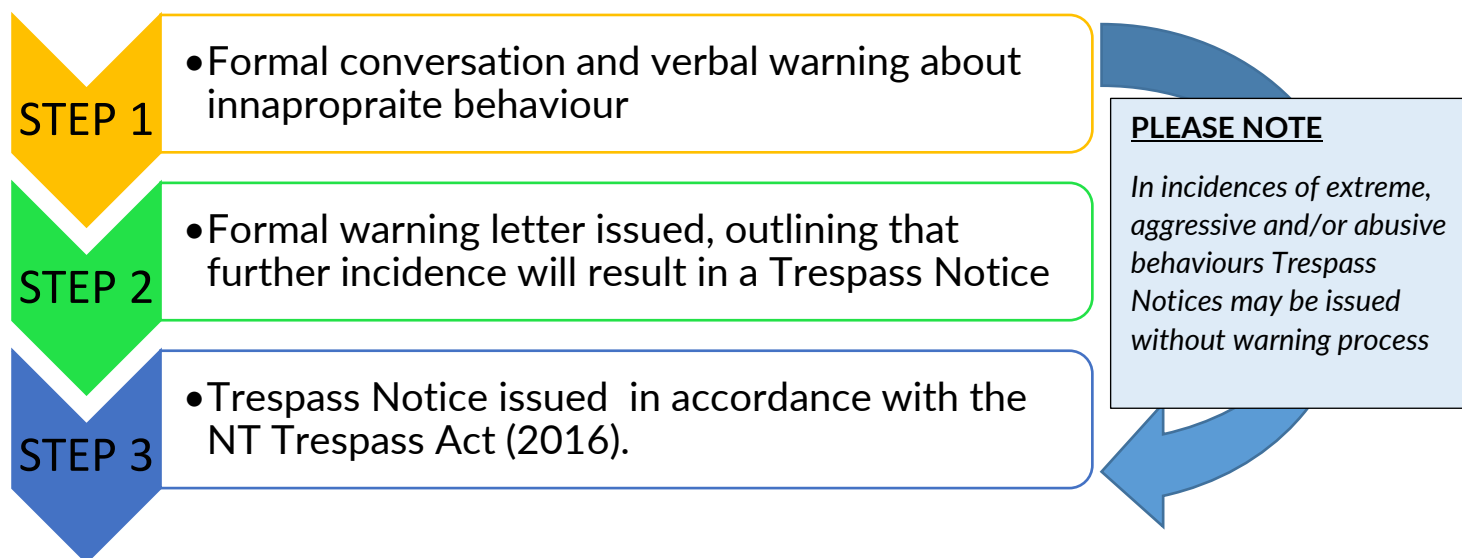 STEP 1
•Formal conversation and verbal warning about
innapropraite behaviour
STEP 2
•Formal warning letter issued, outlining that
further incidence will result in a Trespass Notice
STEP 3
•Trespass Notice issued  in accordance with the
NT Trespass Act (2016).
PLEASE NOTE
In incidences of extreme,
aggressive and/or abusive
behaviours Trespass
Notices may be issued
without warning process